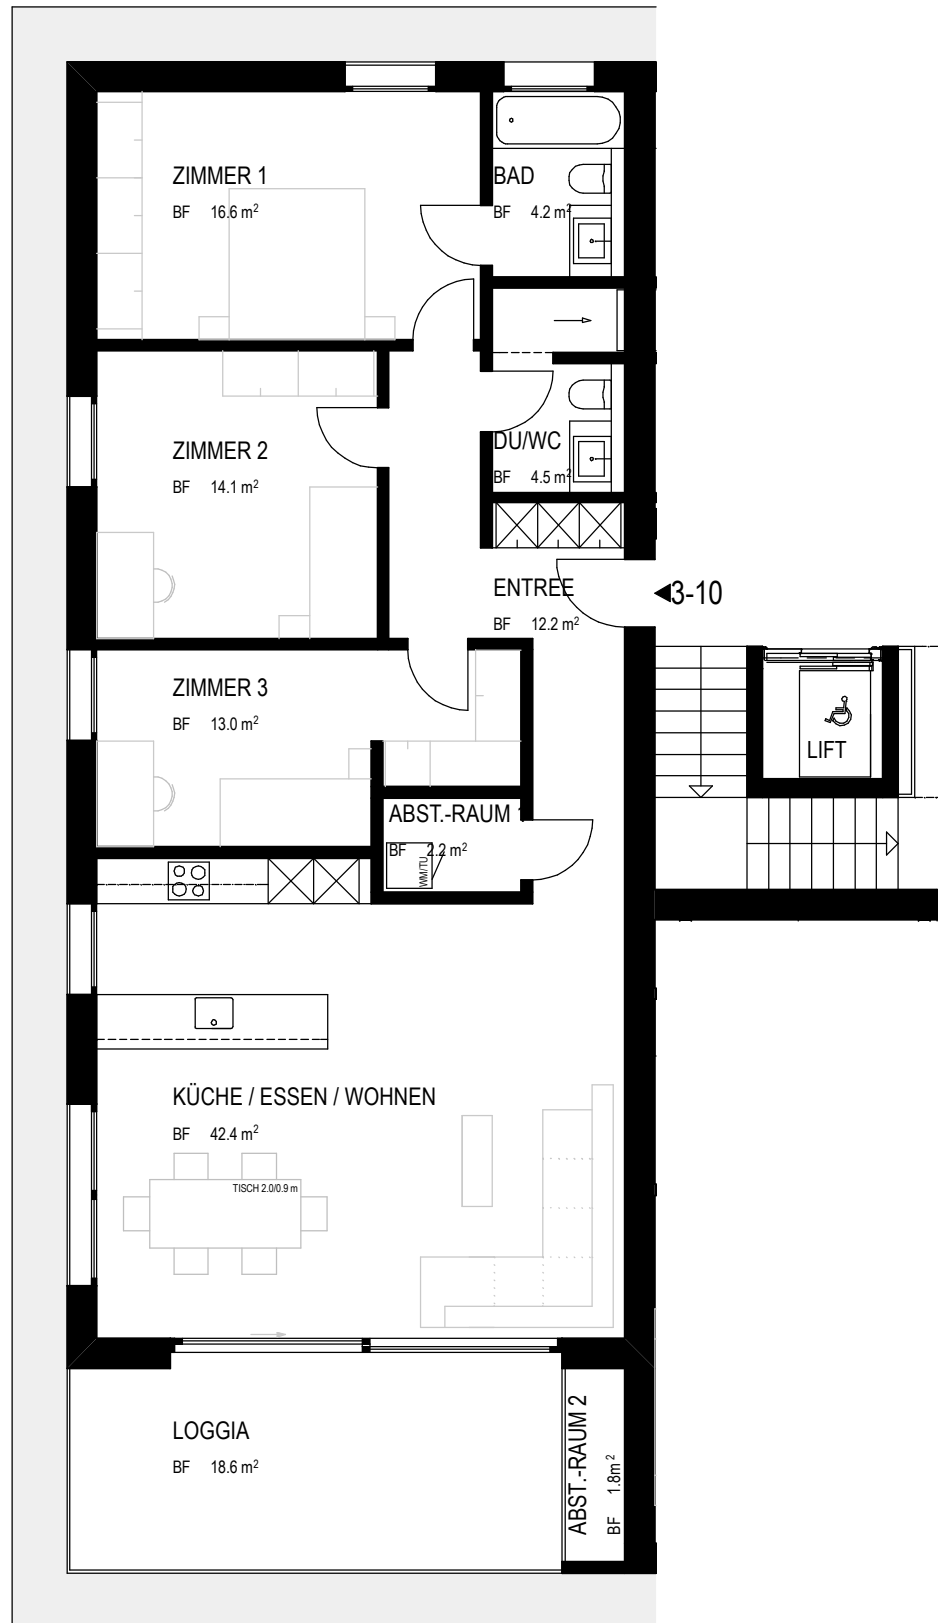 ZIMMER 1
BF 16.6 m²
BAD
BF 4.2 m²
ZIMMER 2
BF 14.1 m²
DU/WC
BF 4.5 m²
ENTREE
BF 12.2 m²
3-10
ZIMMER 3
BF 13.0 m²
LIFT
ABST.-RAUM 1
BF 2.2 m²
WM/TU
KÜCHE / ESSEN / WOHNEN
BF 42.4 m²
TISCH 2.0/0.9 m
LOGGIA
BF 18.6 m²
ABST.-RAUM 2
BF 1.8m²